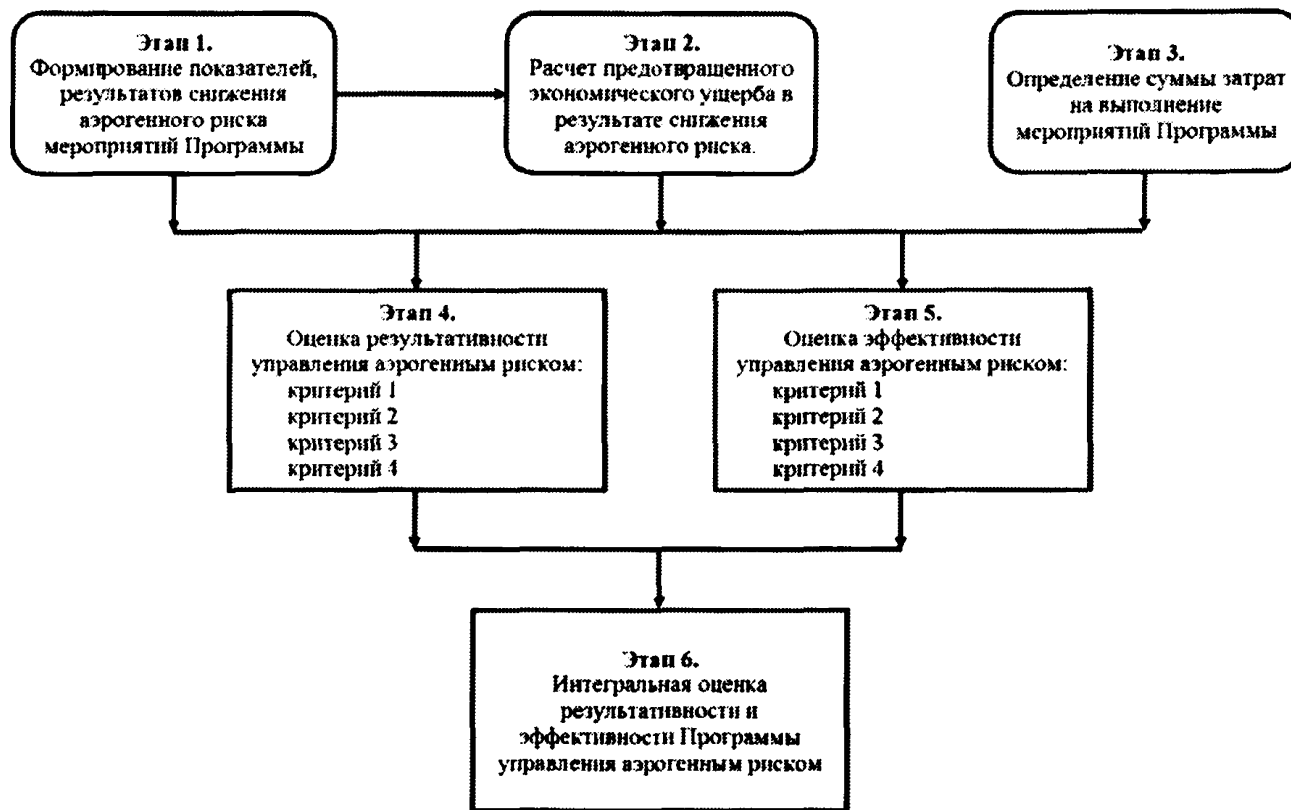 Этап 1.
Формирование показателей,
результатов снижения
аэрогенного риска
мероприятий Программы
Этап 2.
Расчет предотвращенного
экономического ущерба в
результате снижения
аэрогенного риска.
Этап 3.
Определение суммы затрат
на выполнение
мероприятий Программы
Этап 4.
Оценка результативности
управления аэрогенным риском:
критерий 1
критерий 2
критерий 3
критерий 4
Этап 5.
Оценка эффективности
управления аэрогенным риском:
критерий 1
критерий 2
критерий 3
критерий 4
Этап 6.
Интегральная оценка
результативности и
эффективности Программы
управления аэрогенным риском